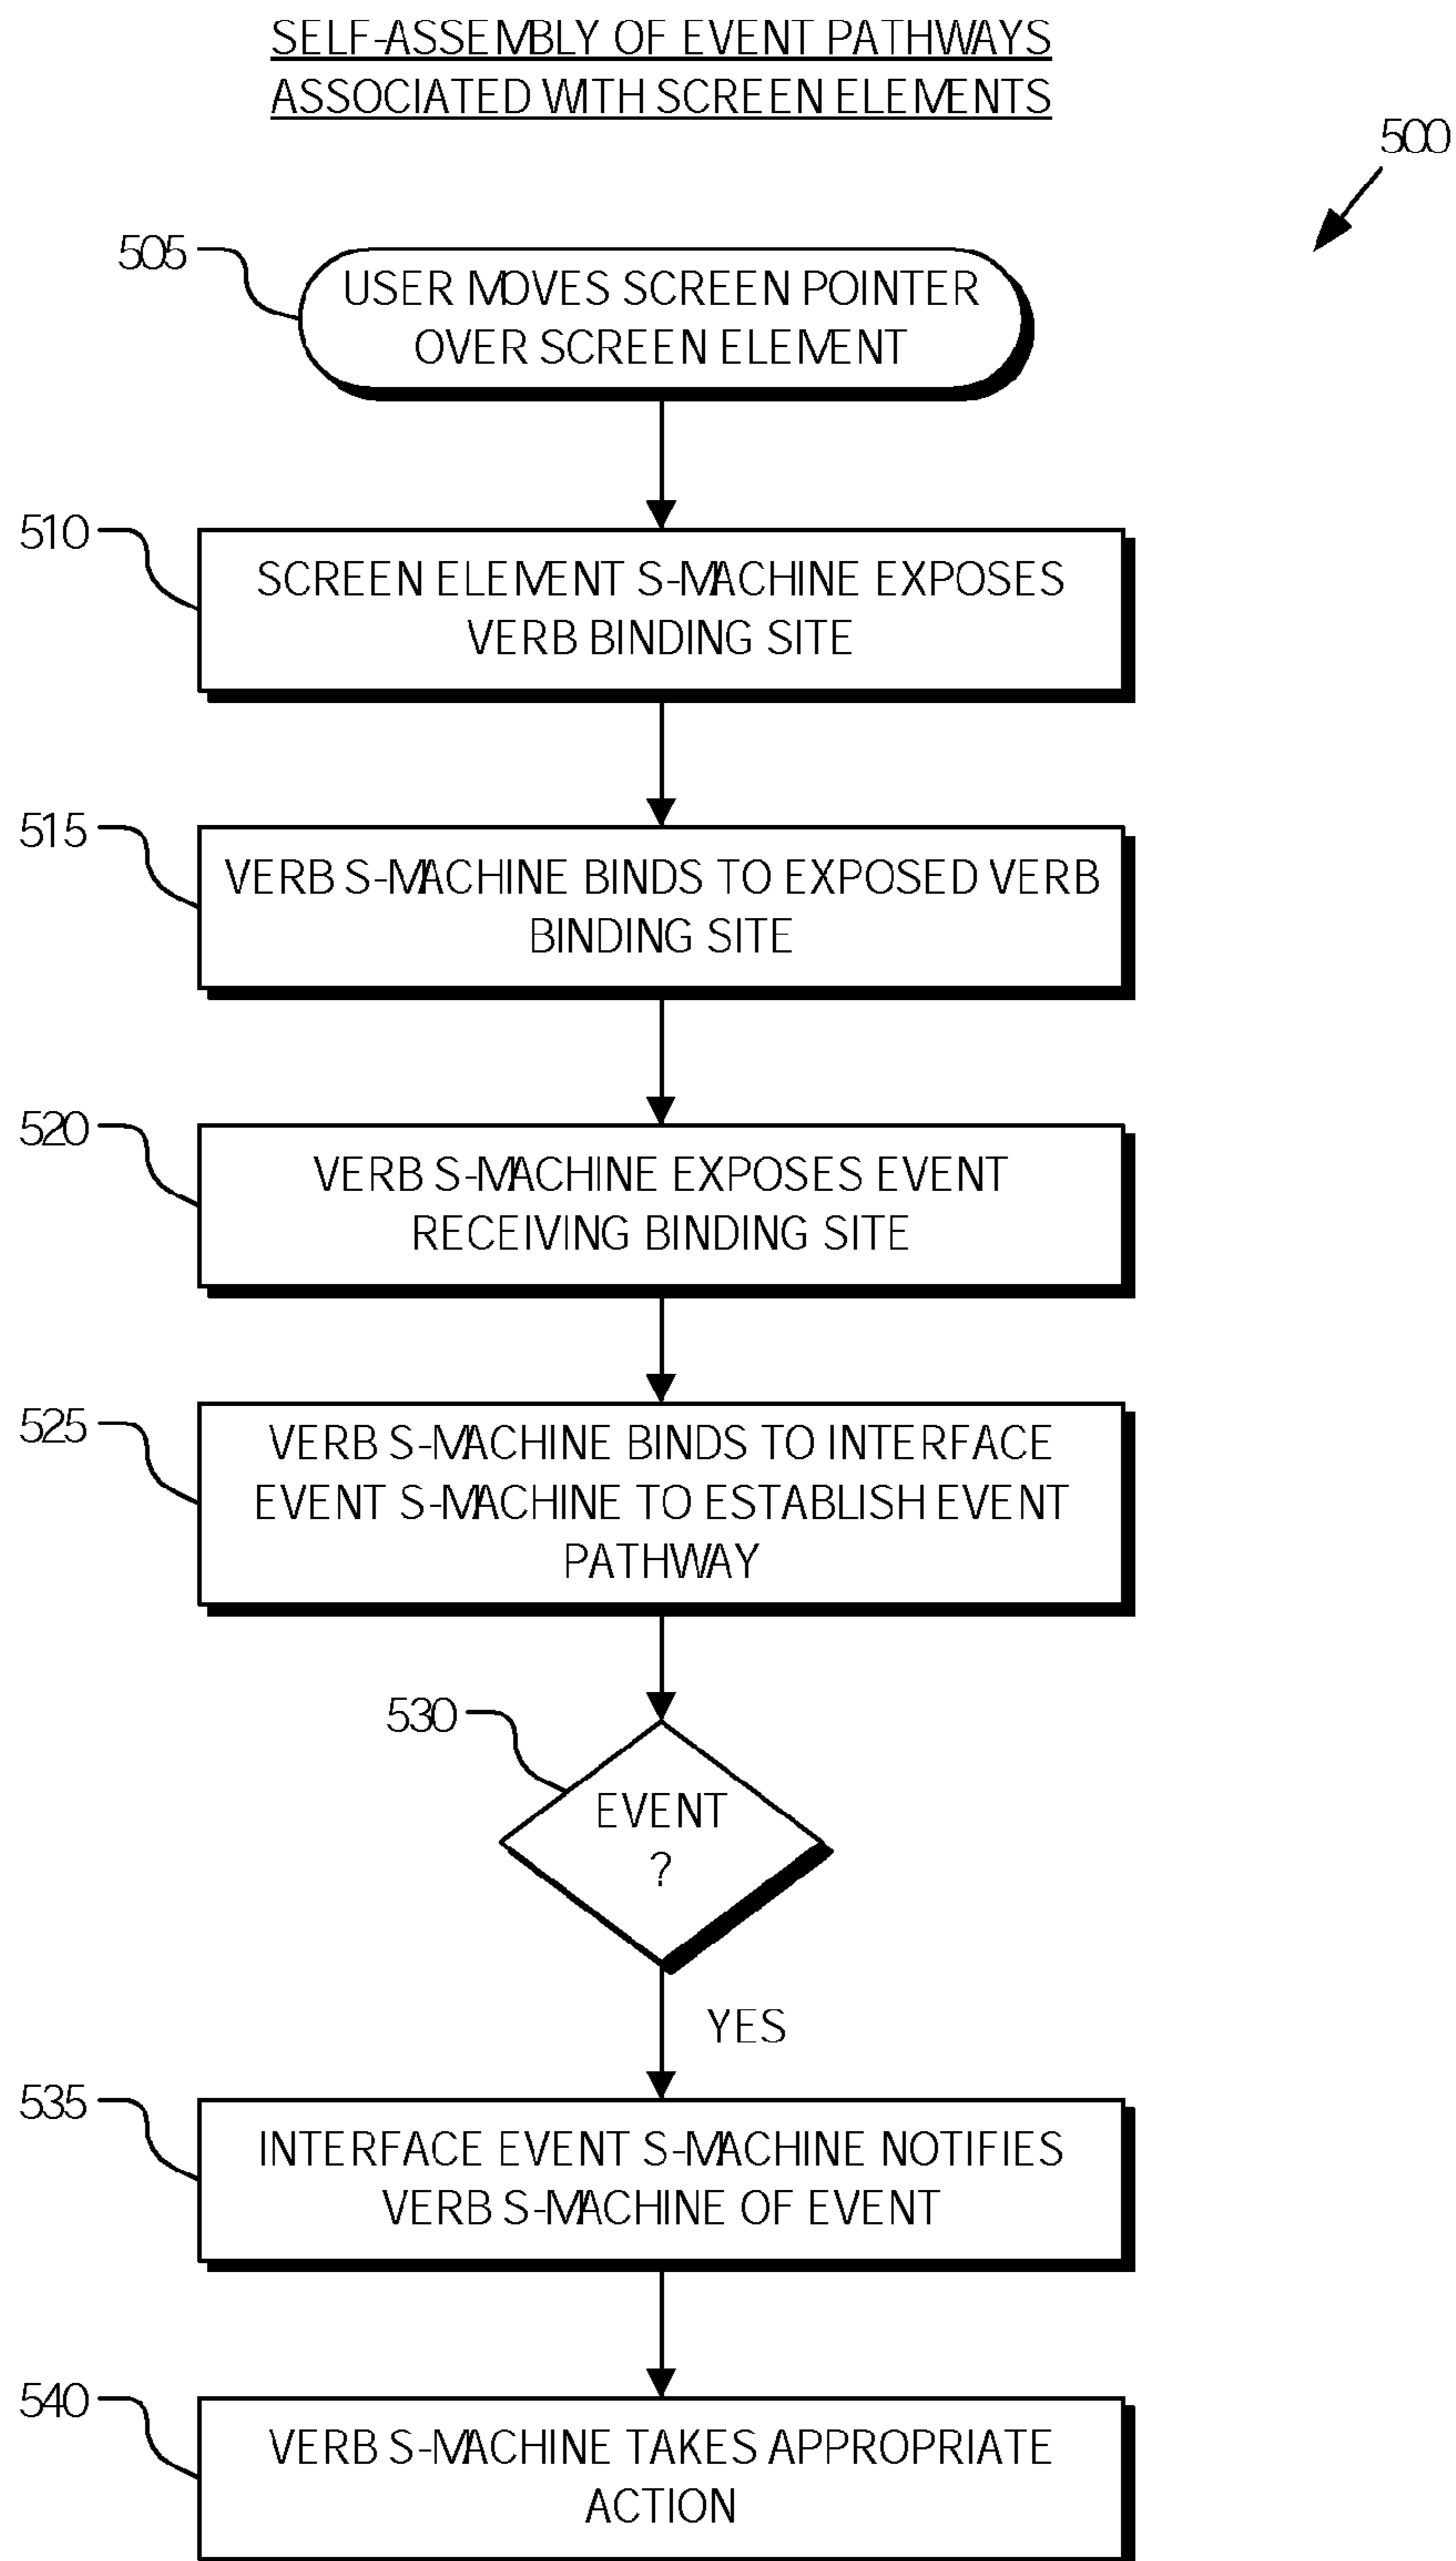 SELF-ASSEMBLY OF EVENT PATHWAYS
ASSOCIATED WITH SCREEN ELEMENTS
500
505
USER MOVES SCREEN POINTER
OVER SCREEN ELEMENT
510
SCREEN ELEMENT S-MACHINE EXPOSES
VERB BINDING SITE
515
VERB S-MACHINE BINDS TO EXPOSED VERB
BINDING SITE
520
VERB S-MACHINE EXPOSES EVENT
RECEIVING BINDING SITE
525
VERB S-MACHINE BINDS TO INTERFACE
EVENT S-MACHINE TO ESTABLISH EVENT
PATHWAY
530
EVENT
?
YES
535
INTERFACE EVENT S-MACHINE NOTIFIES
VERB S-MACHINE OF EVENT
540
VERB S-MACHINE TAKES APPROPRIATE
ACTION